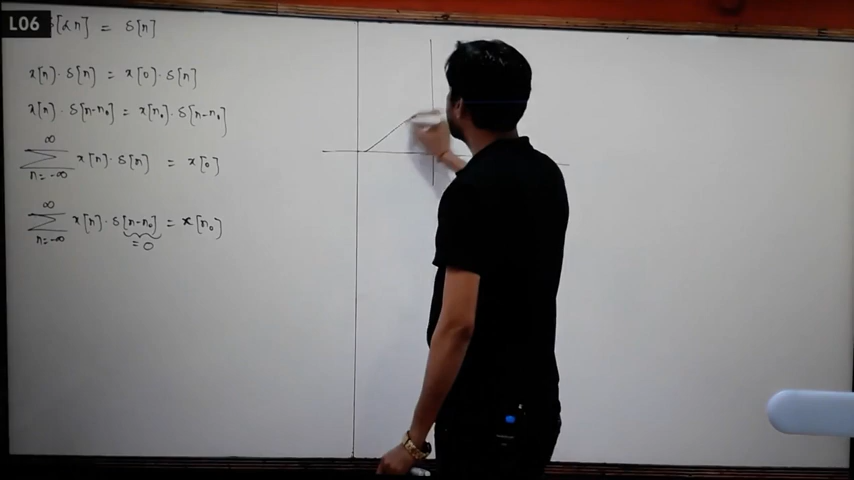 L06
δ[αn] = δ[n]
x[n]·δ[n] = x[0]·δ[n]
x[n]·δ[n-n₀] = x[n₀]·δ[n-n₀]
∞
∑ x[n]·δ[n] = x[0]
n=-∞
∞
∑ x[n]·δ[n-n₀] = x[n₀]
n=-∞
=0